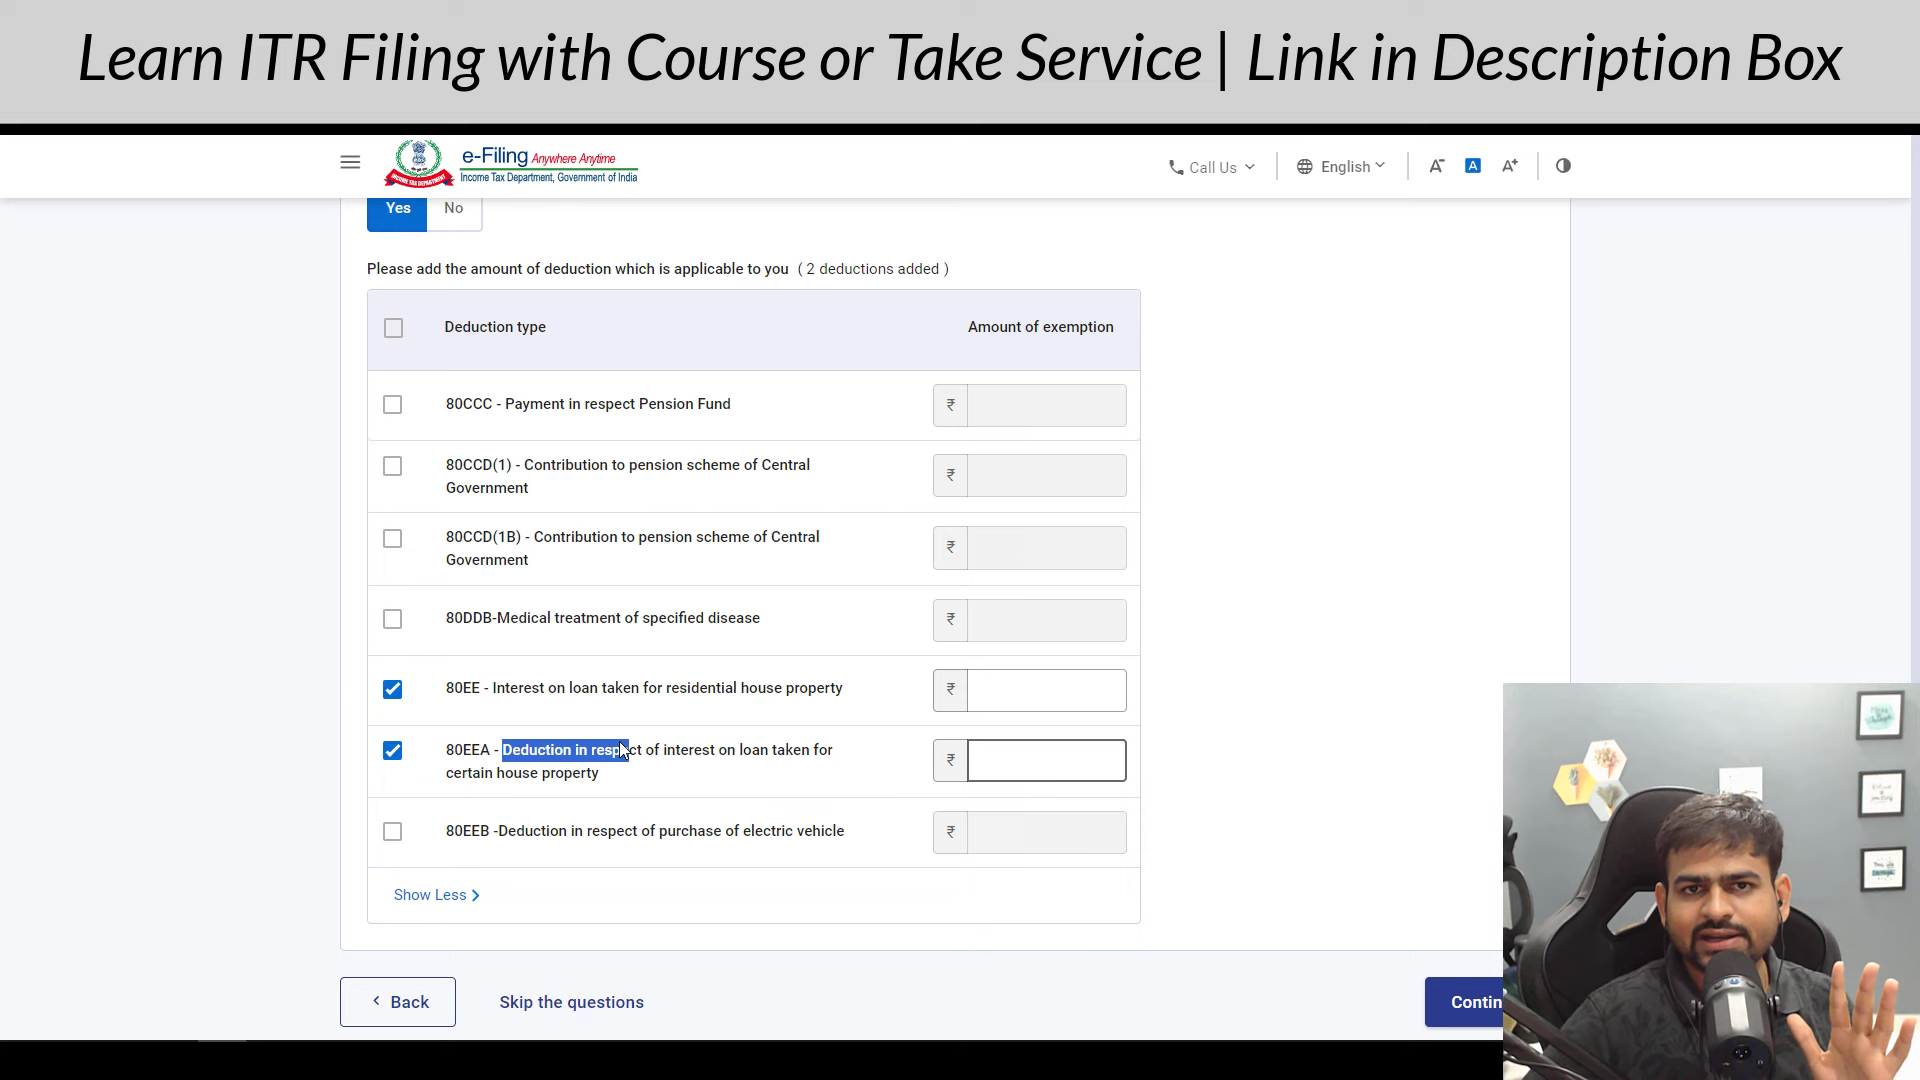 Learn ITR Filing with Course or Take Service | Link in Description Box
e-Filing Anywhere Anytime
Income Tax Department, Government of India
INCOME TAX DEPARTMENT
Call Us
English
A-
A
A+
Yes
No
Please add the amount of deduction which is applicable to you ( 2 deductions added )
Deduction type
Amount of exemption
80CCC - Payment in respect Pension Fund
₹
80CCD(1) - Contribution to pension scheme of Central
Government
₹
80CCD(1B) - Contribution to pension scheme of Central
Government
₹
80DDB-Medical treatment of specified disease
₹
80EE - Interest on loan taken for residential house property
₹
80EEA - Deduction in respect of interest on loan taken for
certain house property
₹
80EEB -Deduction in respect of purchase of electric vehicle
₹
Show Less
Back
Skip the questions
Contin